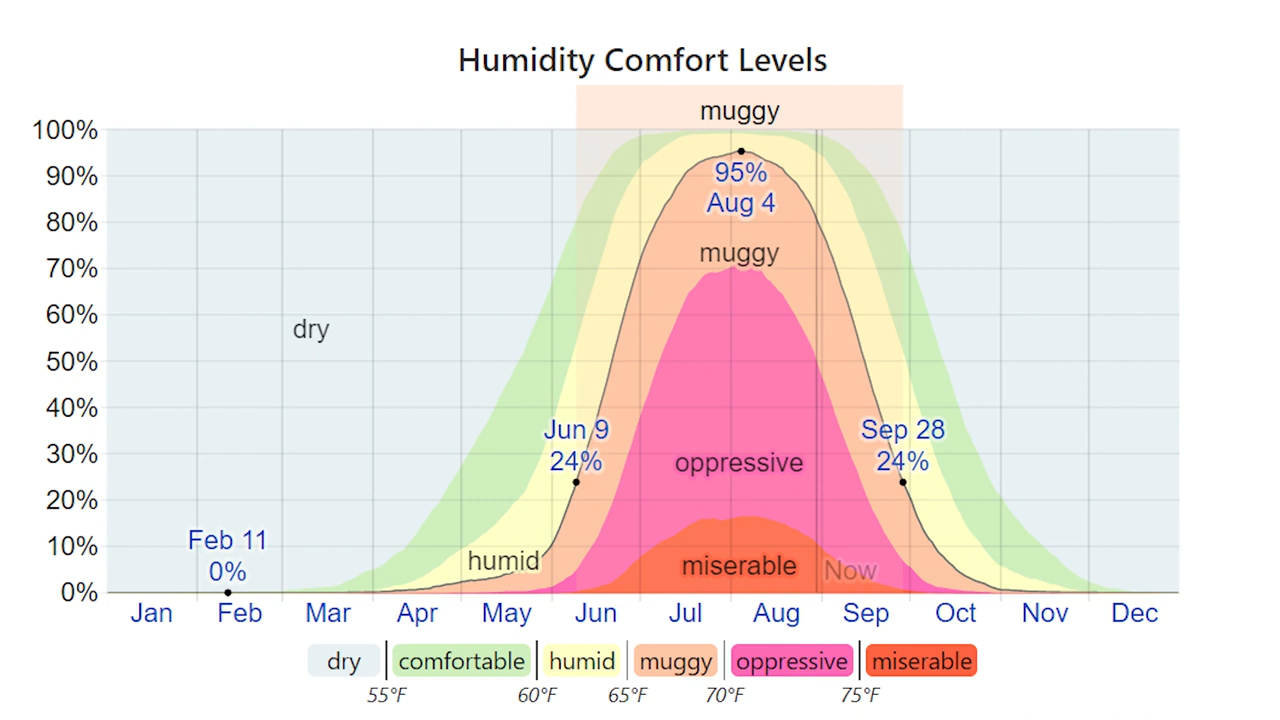 Humidity Comfort Levels
muggy
100%
90%
80%
70%
60%
50%
40%
30%
20%
10%
0%
95%
Aug 4
muggy
dry
Jun 9
24%
Sep 28
24%
oppressive
Feb 11
0%
humid
miserable
Now
Jan Feb Mar Apr May Jun Jul Aug Sep Oct Nov Dec
dry comfortable humid muggy oppressive miserable
55°F 60°F 65°F 70°F 75°F